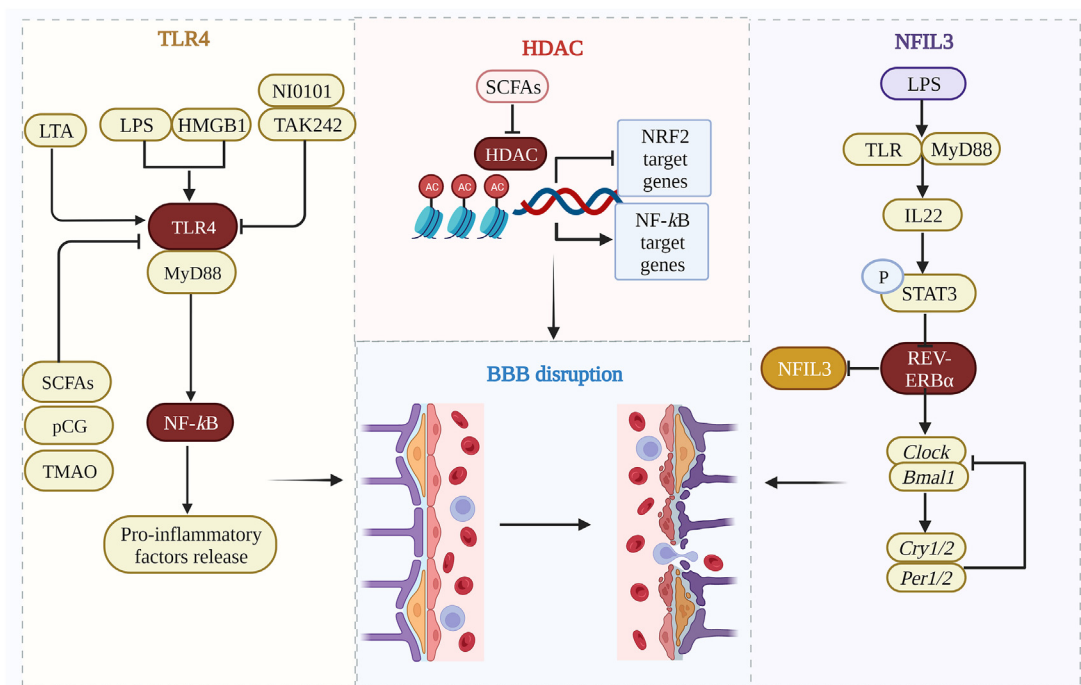 TLR4
NI0101
TAK242
LTA
LPS
HMGB1
TLR4
MyD88
SCFAs
pCG
TMAO
NF-kB
Pro-inflammatory
factors release
HDAC
SCFAs
HDAC
AC
AC
AC
NRF2
target
genes
NF-kB
target
genes
BBB disruption
NFIL3
LPS
TLR
MyD88
IL22
P
STAT3
NFIL3
REV-
ERBα
Clock
Bmal1
Cry1/2
Per1/2